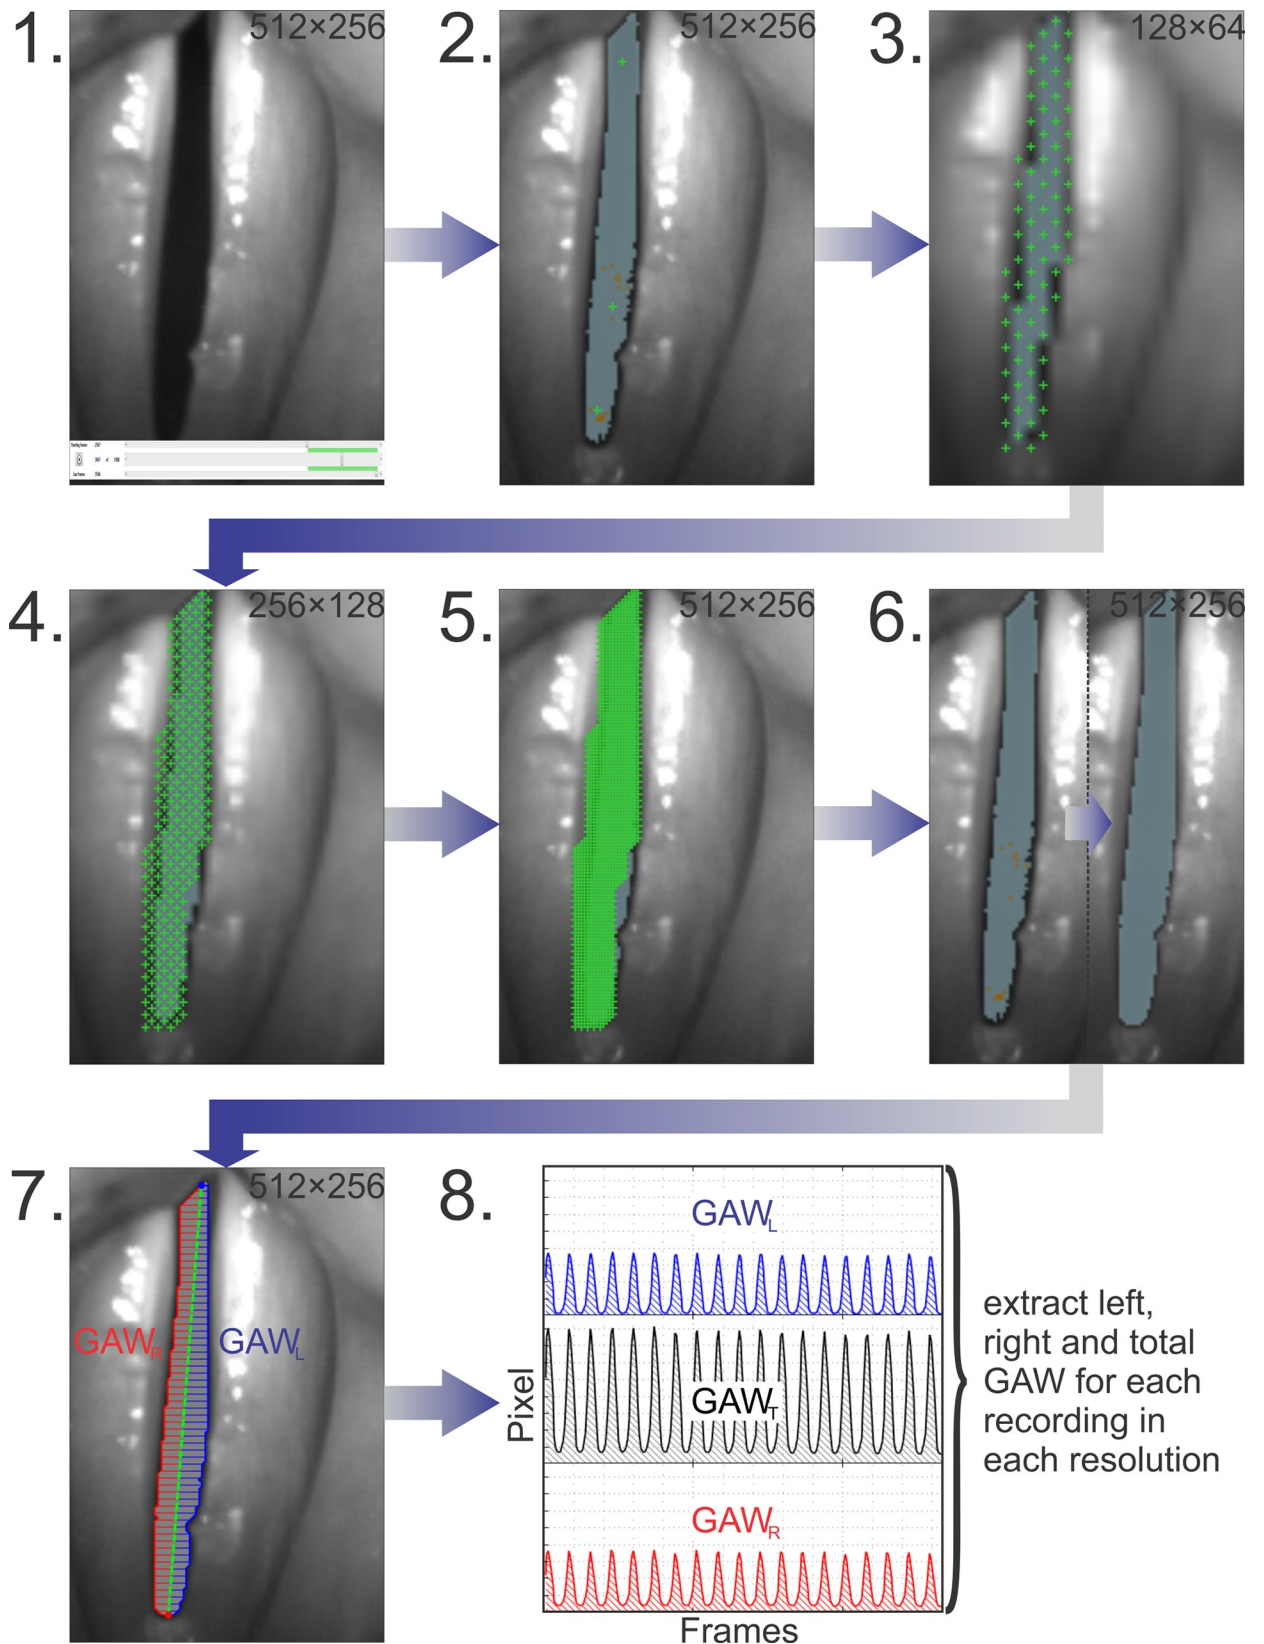 1.
512×256
2.
512×256
3.
128×64
4.
256×128
5.
512×256
6.
512×256
7.
512×256
GAWR
GAWL
8.
GAWL
GAWT
GAWR
Pixel
Frames
extract left,
right and total
GAW for each
recording in
each resolution